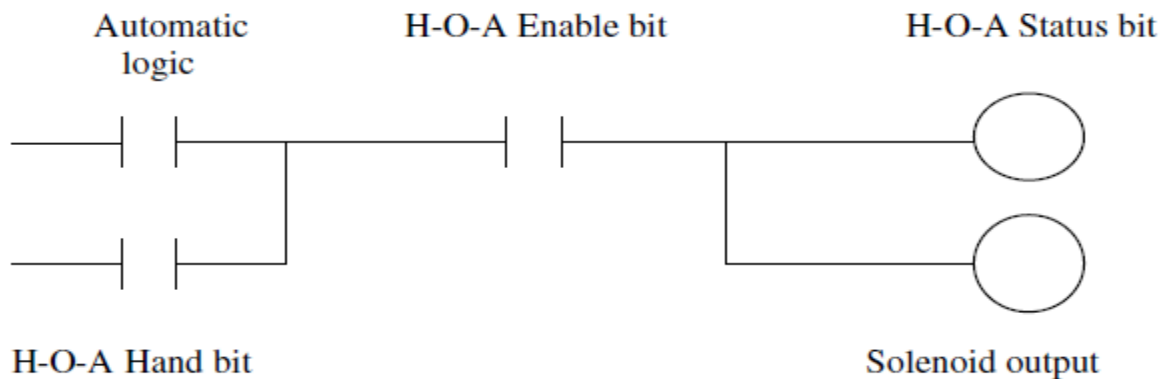 Automatic
logic
H-O-A Enable bit
H-O-A Status bit
H-O-A Hand bit
Solenoid output